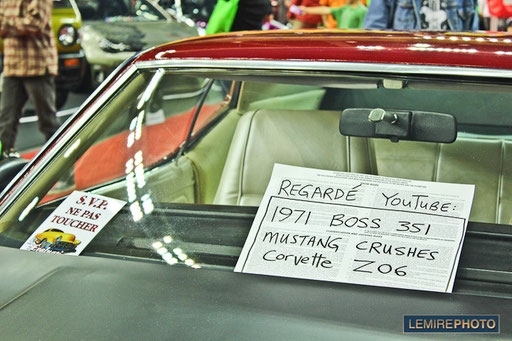 S.V.P.
NE PAS
TOUCHER
REGARDÉ YOUTUBE:
1971 BOSS 351
MUSTANG CRUSHES
Corvette Z06
LEMIREPHOTO